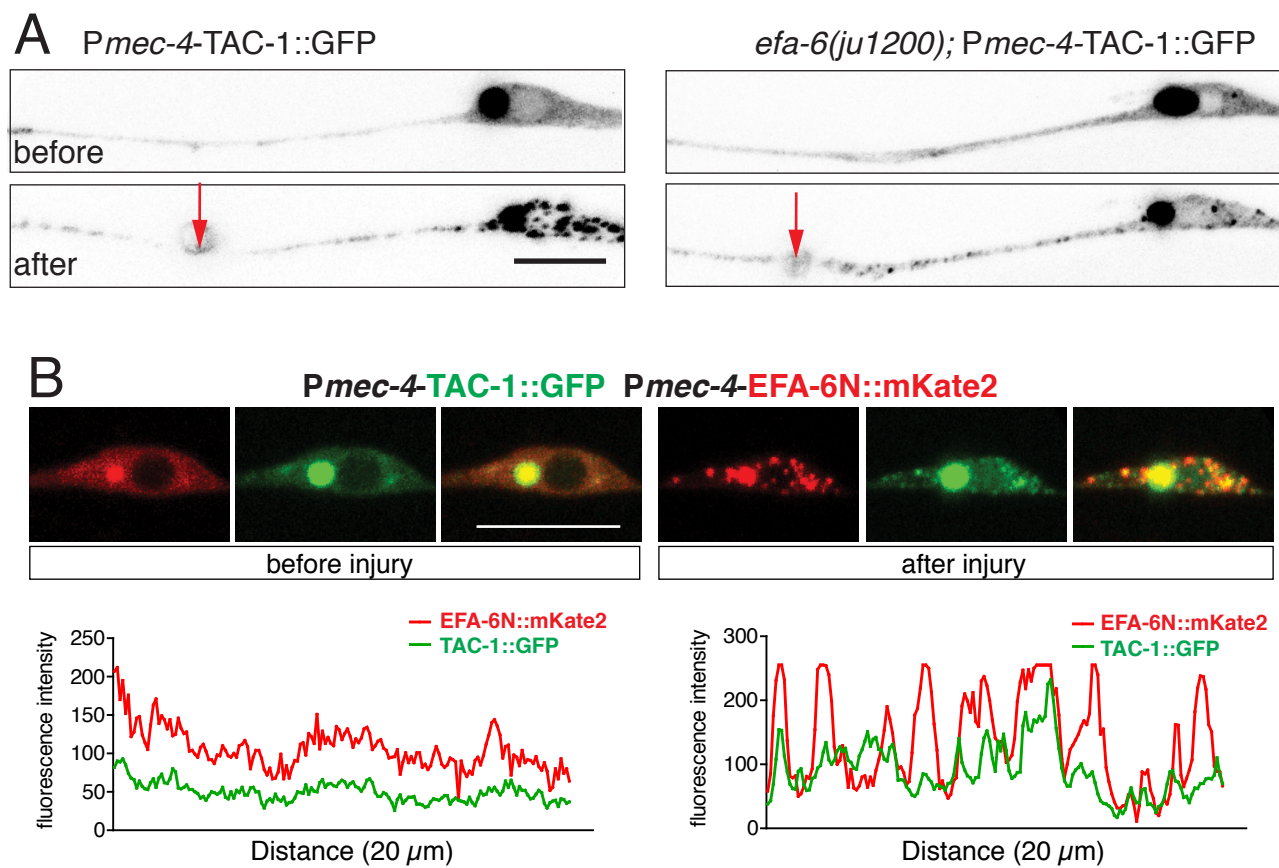 A
Pmec-4-TAC-1::GFP
efa-6(ju1200); Pmec-4-TAC-1::GFP
before
after
B
Pmec-4-TAC-1::GFP Pmec-4-EFA-6N::mKate2
before injury
after injury
EFA-6N::mKate2
TAC-1::GFP
fluorescence intensity
250
200
150
100
50
0
Distance (20 µm)
EFA-6N::mKate2
TAC-1::GFP
fluorescence intensity
300
200
100
0
Distance (20 µm)